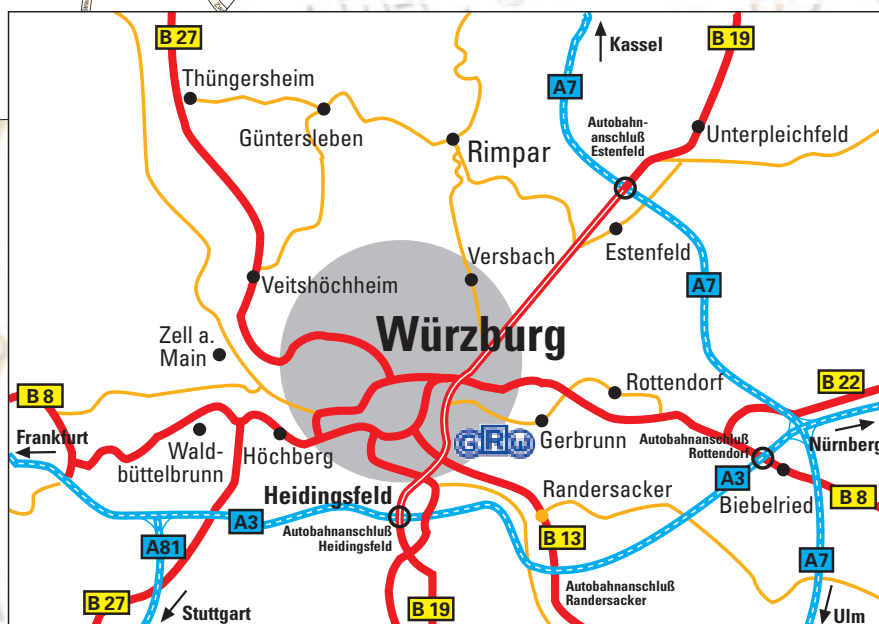 B 27
Kassel
B 19
Thüngersheim
A7
Güntersleben
Autobahn-
anschluß
Estenfeld
Unterpleichfeld
Rimpar
Versbach
Estenfeld
Veitshöchheim
A7
Zell a.
Main
Würzburg
B 8
Rottendorf
B 22
Frankfurt
Wald-
büttelbrunn
Höchberg
GRW
Gerbrunn
Autobahnanschluß
Rottendorf
Nürnberg
Heidingsfeld
Randersacker
A3
Biebelried
B 8
A3
Autobahnanschluß
Heidingsfeld
B 13
A81
A7
Autobahnanschluß
Randersacker
B 27
Stuttgart
B 19
Ulm